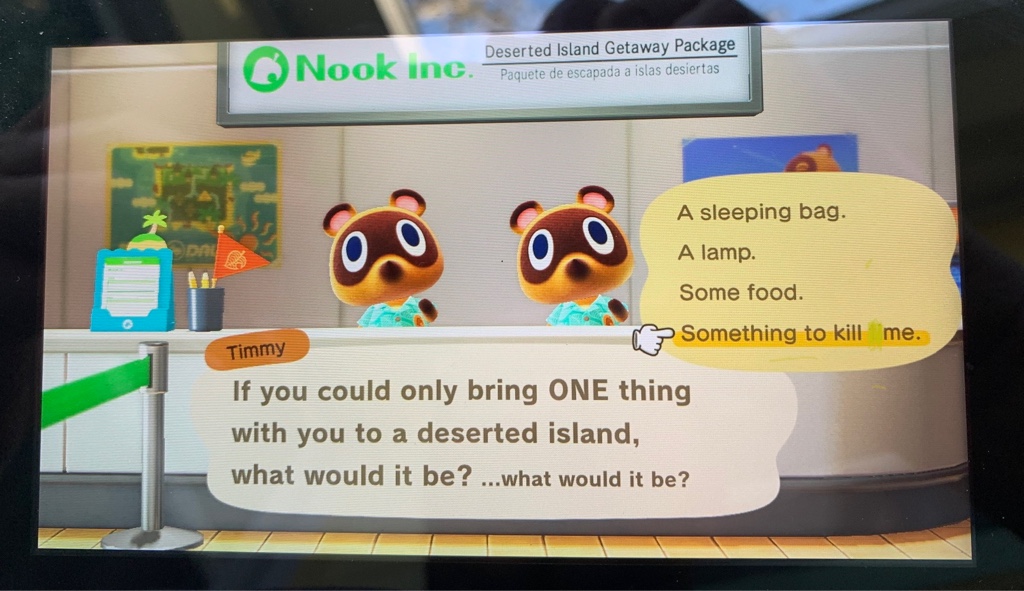 Nook Inc.
Deserted Island Getaway Package
Paquete de escapada a islas desiertas
A sleeping bag.
A lamp.
Some food.
Something to kill me.
Timmy
If you could only bring ONE thing
with you to a deserted island,
what would it be? ...what would it be?